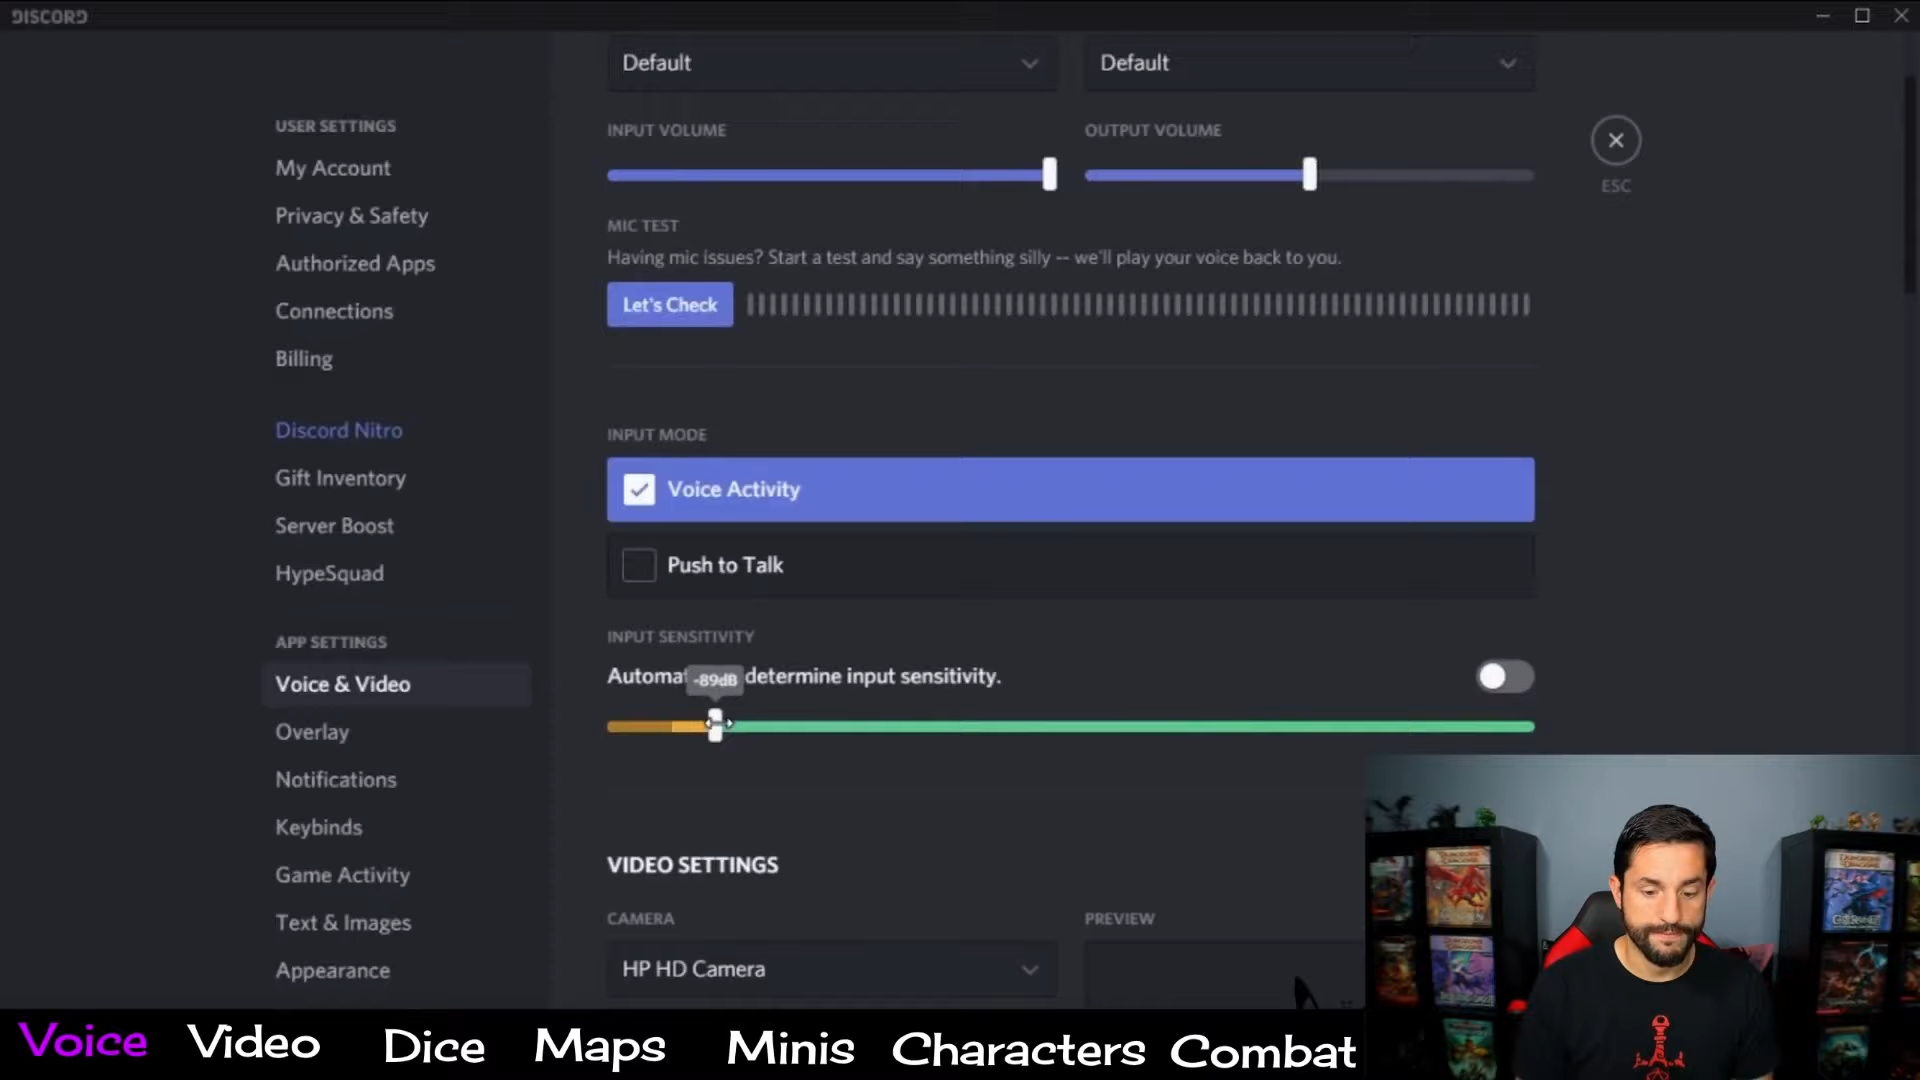 DISCORD
Default
Default
USER SETTINGS
My Account
Privacy & Safety
Authorized Apps
Connections
Billing
Discord Nitro
Gift Inventory
Server Boost
HypeSquad
APP SETTINGS
Voice & Video
Overlay
Notifications
Keybinds
Game Activity
Text & Images
Appearance
INPUT VOLUME
OUTPUT VOLUME
ESC
MIC TEST
Having mic issues? Start a test and say something silly -- we'll play your voice back to you.
Let's Check
INPUT MODE
Voice Activity
Push to Talk
INPUT SENSITIVITY
Automat determine input sensitivity.
-89dB
VIDEO SETTINGS
CAMERA
PREVIEW
HP HD Camera
Voice Video Dice Maps Minis Characters Combat